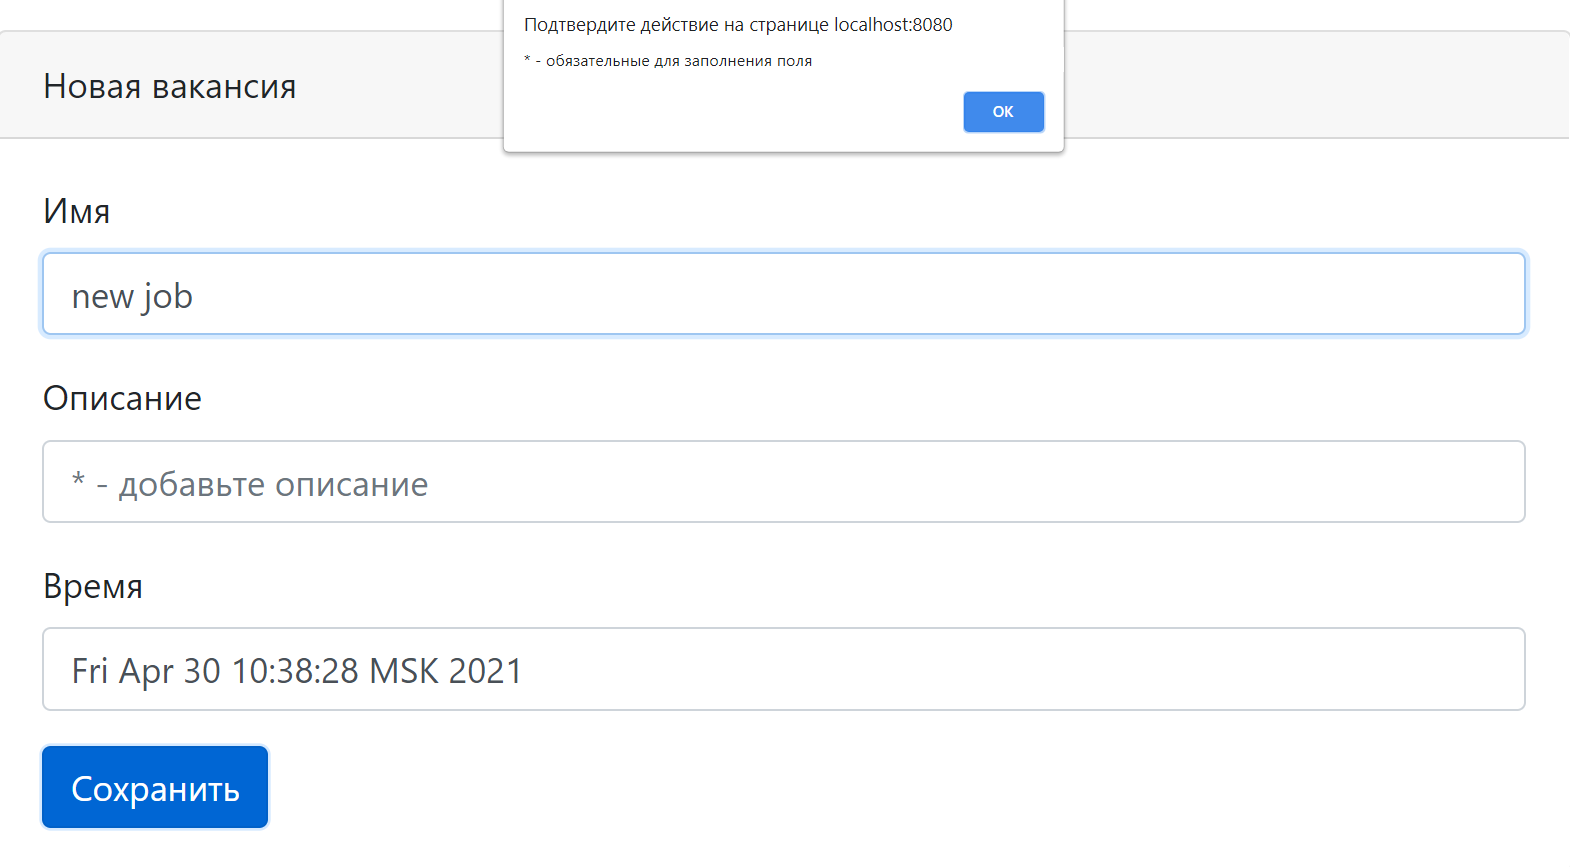 Подтвердите действие на странице localhost:8080
* - обязательные для заполнения поля
ОК
Новая вакансия
Имя
new job
Описание
* - добавьте описание
Время
Fri Apr 30 10:38:28 MSK 2021
Сохранить